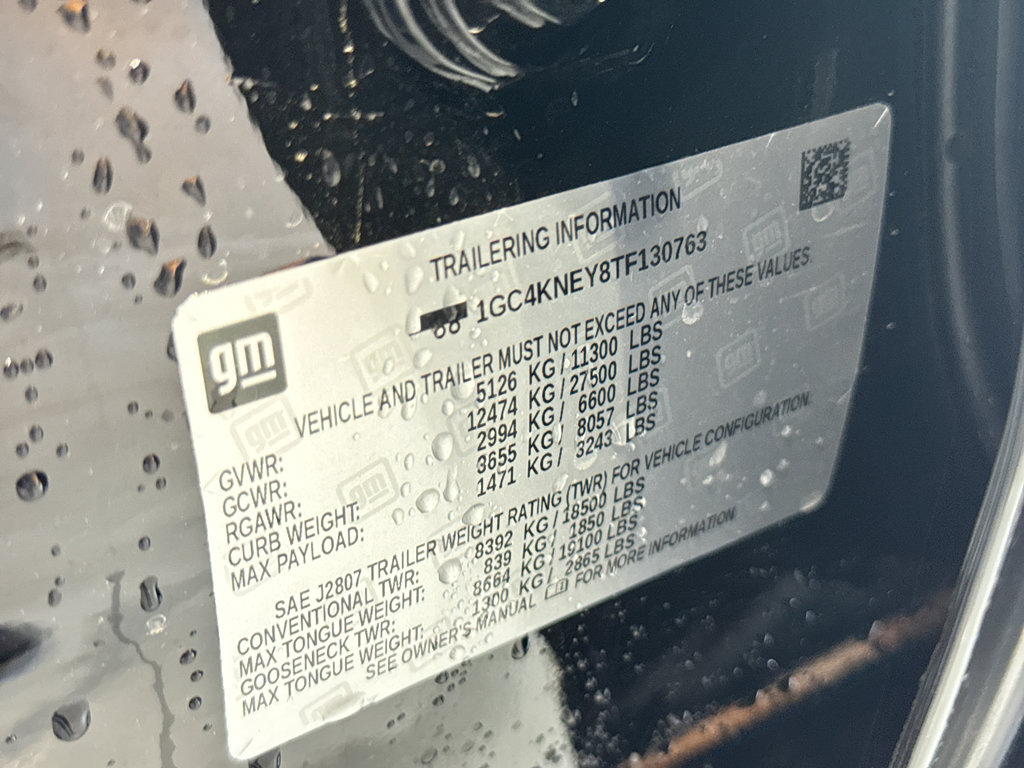 TRAILERING INFORMATION
1GC4KNEY8TF130763
gm
VEHICLE AND TRAILER MUST NOT EXCEED ANY OF THESE VALUES.
GVWR: 5126 KG / 11300 LBS
GCWR: 12474 KG / 27500 LBS
RGAWR: 2994 KG / 6600 LBS
CURB WEIGHT: 3655 KG / 8057 LBS
MAX PAYLOAD: 1471 KG / 3243 LBS
SAE J2807 TRAILER WEIGHT RATING (TWR) FOR VEHICLE CONFIGURATION.
CONVENTIONAL TWR: 8392 KG / 18500 LBS
MAX TONGUE WEIGHT: 839 KG / 1850 LBS
GOOSENECK TWR: 8664 KG / 19100 LBS
MAX TONGUE WEIGHT: 1300 KG / 2865 LBS
SEE OWNER'S MANUAL FOR MORE INFORMATION